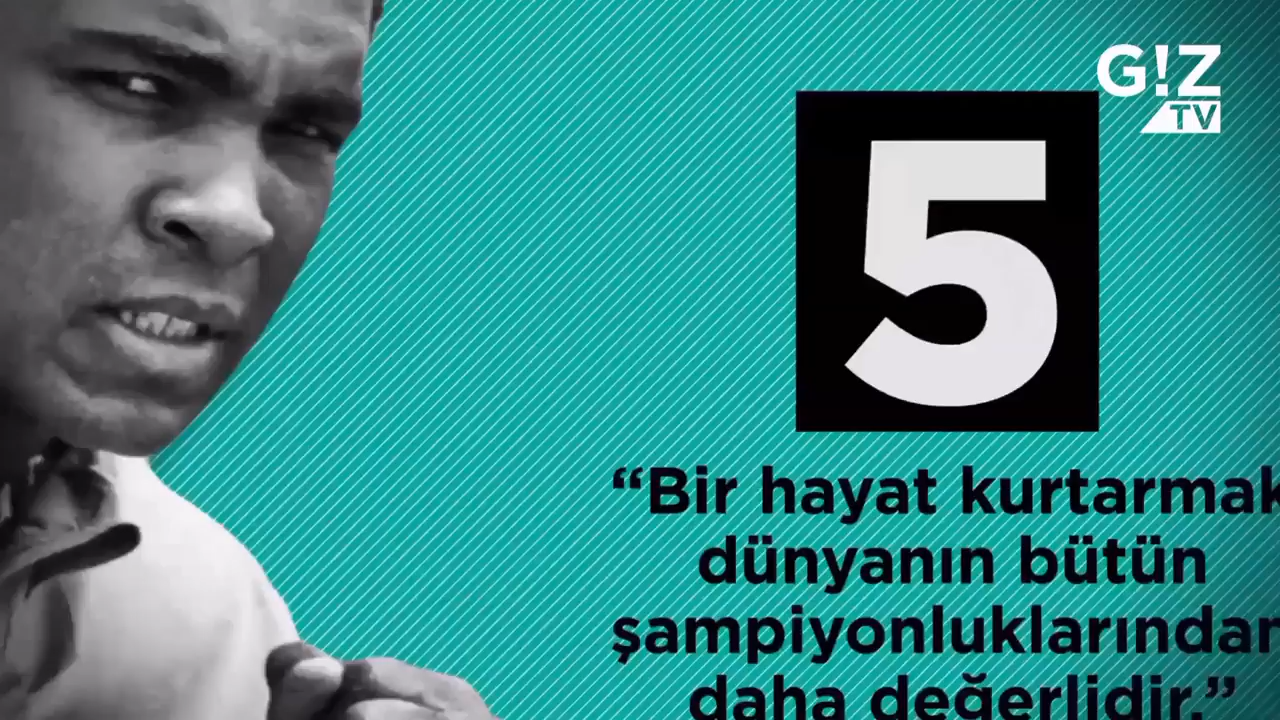 G!Z
TV
5
“Bir hayat kurtarmak
dünyanın bütün
şampiyonluklarından
daha değerlidir.”